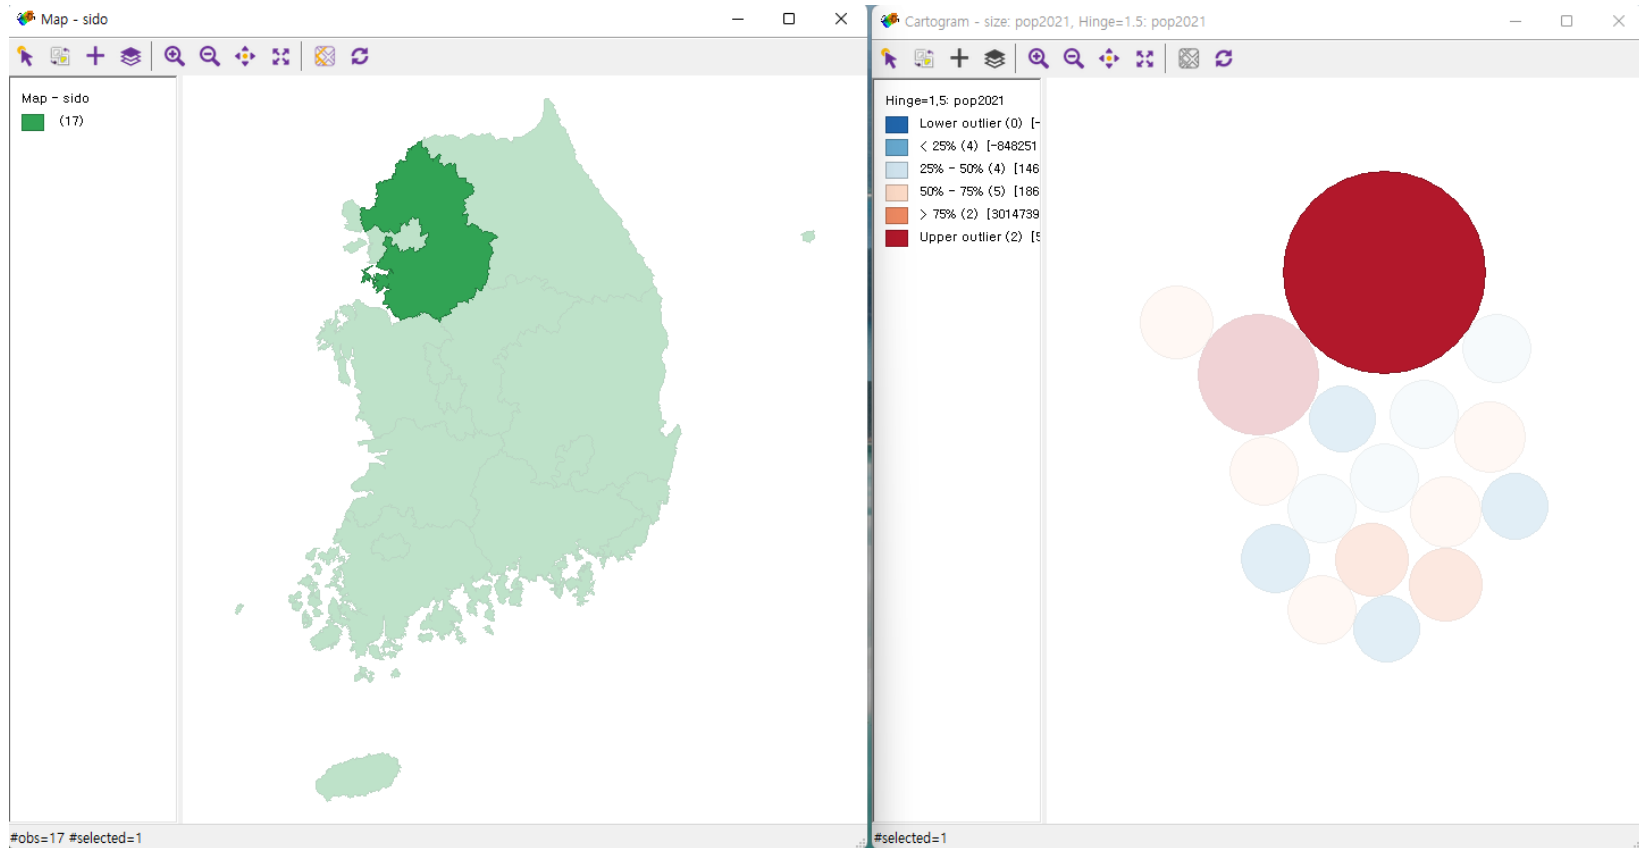 Map - sido
Map - sido
(17)
#obs=17 #selected=1
Cartogram - size: pop2021, Hinge=1.5: pop2021
Hinge=1,5: pop2021
Lower outlier (0) [-
< 25% (4) [-848251
25% - 50% (4) [146
50% - 75% (5) [186
> 75% (2) [3014739
Upper outlier (2) [5
#selected=1